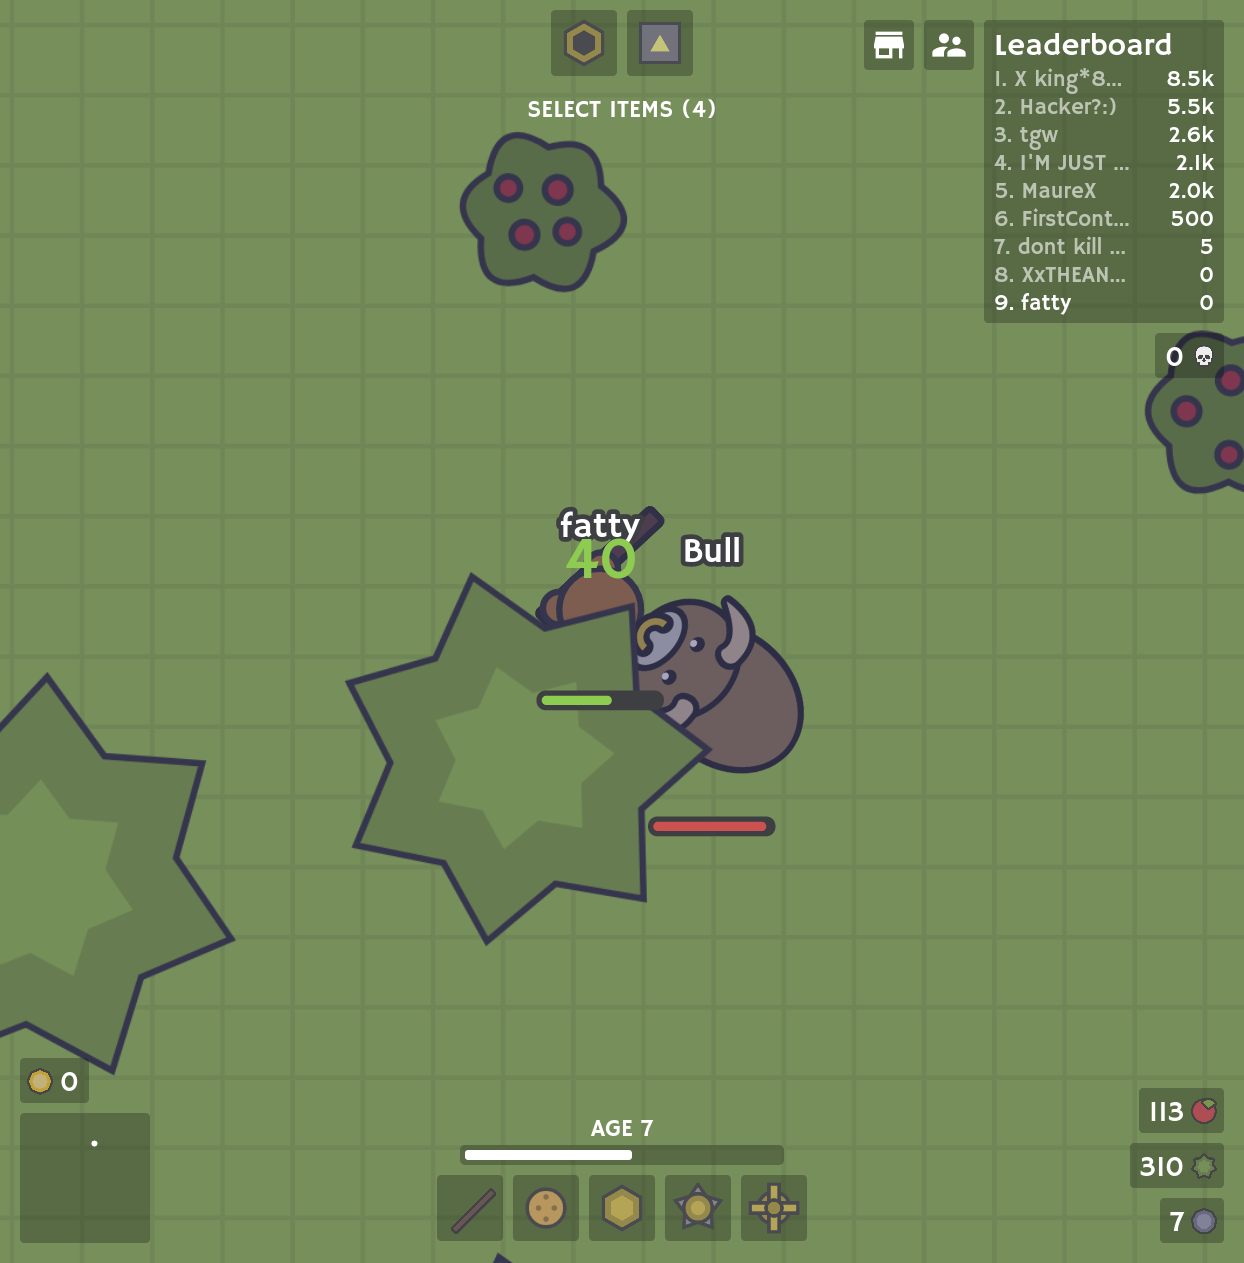 SELECT ITEMS (4)
Leaderboard
1. X king*8... 8.5k
2. Hacker?:) 5.5k
3. tgw 2.6k
4. I'M JUST ... 2.1k
5. MaureX 2.0k
6. FirstCont... 500
7. dont kill ... 5
8. XxTHEAN... 0
9. fatty 0
0
fatty
40
Bull
0
AGE 7
113
310
7